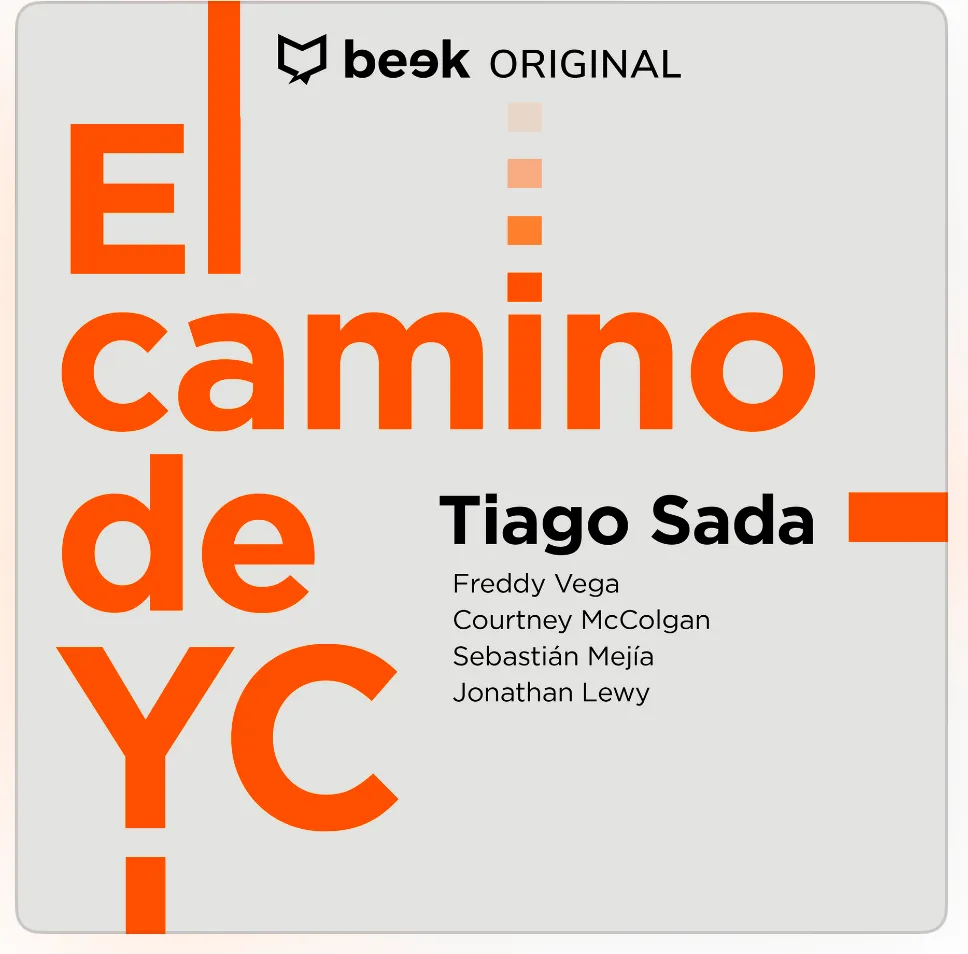 beek ORIGINAL
El
camino
de
YC
Tiago Sada
Freddy Vega
Courtney McColgan
Sebastián Mejía
Jonathan Lewy